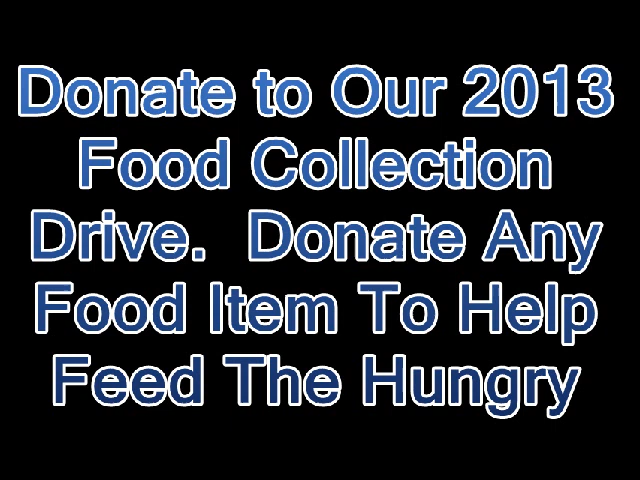 Donate to Our 2013
Food Collection
Drive.  Donate Any
Food Item To Help
Feed The Hungry